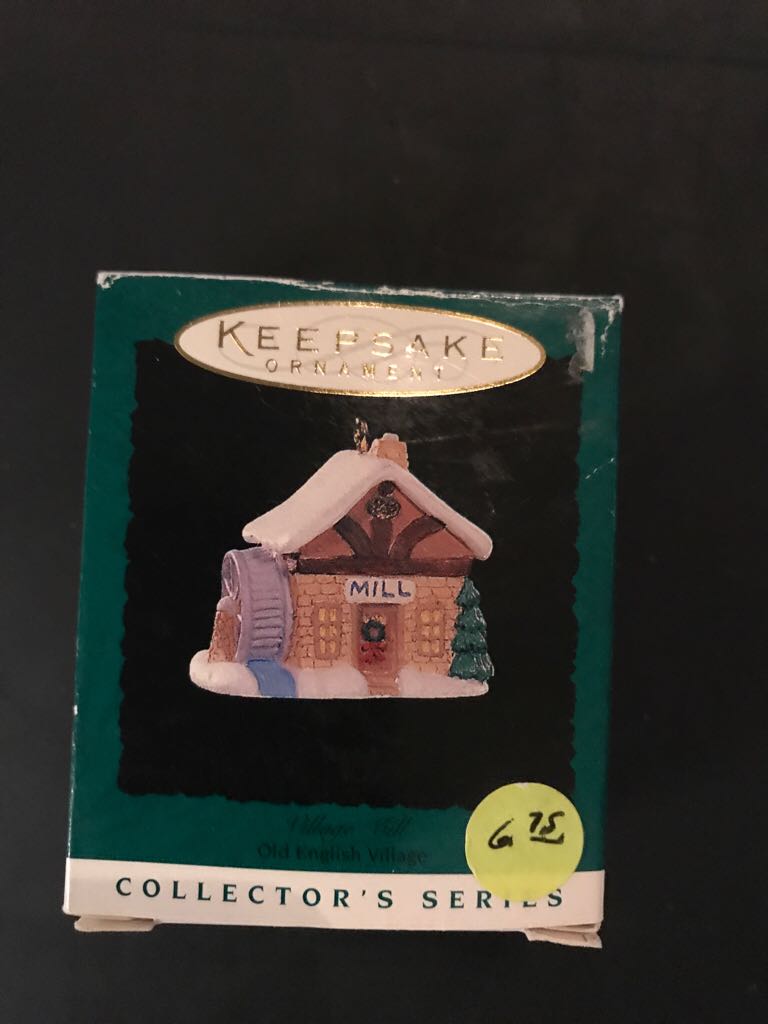 KEEPSAKE
ORNAMENT
MILL
Village Mill
Old English Village
6 75
COLLECTOR'S SERIES